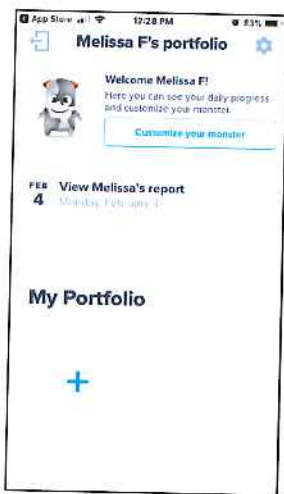 App Store 12:28 PM 83%
Melissa F's portfolio
Welcome Melissa F!
Here you can see your daily progress
and customize your monster.
Customize your monster
FEB
4
View Melissa's report
Monday, February 4
My Portfolio
+